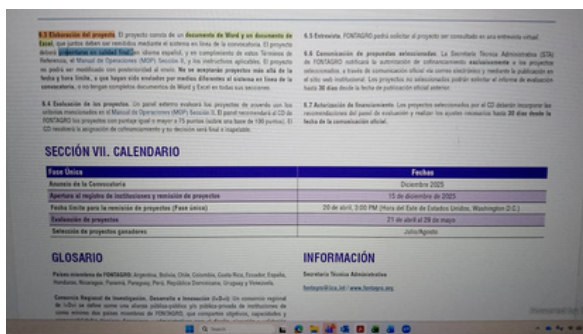 6.3 Elaboración del proyecto. El proyecto consta de un documento de Word y un documento de
Excel, que juntos deben ser remitidos mediante el sistema en línea de la convocatoria. El proyecto
deberá presentarse en calidad final, en idioma español, y en cumplimiento de estos Términos de
Referencia, el Manual de Operaciones (MOP) Sección II, y los instructivos aplicables. El proyecto
no podrá ser modificado con posterioridad al envío. No se aceptarán proyectos más allá de la
fecha y hora límite, o que hayan sido enviados por medios diferentes al sistema en línea de la
convocatoria, o no tengan completos documentos de Word y Excel en todas sus secciones.
6.4 Evaluación de los proyectos. Un panel externo evaluará los proyectos de acuerdo con los
criterios mencionados en el Manual de Operaciones (MOP) Sección II. El panel recomendará al CD de
FONTAGRO los proyectos con puntaje igual o mayor a 75 puntos (sobre una base de 100 puntos). El
CD resolverá la asignación de cofinanciamiento y su decisión será final e inapelable.
6.5 Entrevista. FONTAGRO podrá solicitar al proyecto ser consultado en una entrevista virtual.
6.6 Comunicación de propuestas seleccionadas. La Secretaría Técnica Administrativa (STA)
de FONTAGRO notificará la autorización de cofinanciamiento exclusivamente a los proyectos
seleccionados, a través de comunicación oficial vía correo electrónico y mediante la publicación en
el sitio web institucional. Los proyectos no seleccionados podrán solicitar el informe de evaluación
hasta 30 días desde la fecha de publicación oficial anterior.
6.7 Autorización de financiamiento. Los proyectos seleccionados por el CD deberán incorporar las
recomendaciones del panel de evaluación y realizar los ajustes necesarios hasta 30 días desde la
fecha de la comunicación oficial.
SECCIÓN VII. CALENDARIO
Fase Única Fechas
Anuncio de la Convocatoria Diciembre 2025
Apertura al registro de instituciones y remisión de proyectos 15 de diciembre de 2025
Fecha límite para la remisión de proyectos (Fase única) 20 de abril, 3:00 PM (Hora del Este de Estados Unidos, Washington D.C.)
Evaluación de proyectos 21 de abril al 29 de mayo
Selección de proyectos ganadores Julio/Agosto
GLOSARIO
Países miembros de FONTAGRO: Argentina, Bolivia, Chile, Colombia, Costa Rica, Ecuador, España,
Honduras, Nicaragua, Panamá, Paraguay, Perú, República Dominicana, Uruguay y Venezuela.
Consorcio Regional de Investigación, Desarrollo e Innovación (I+D+i): Un consorcio regional
de I+D+i se define como una alianza público-pública y/o público-privada de instituciones de
como mínimo dos países miembros de FONTAGRO, que comparten objetivos, capacidades y
INFORMACIÓN
Secretaría Técnica Administrativa
fontagro@iica.int | www.fontagro.org
Search